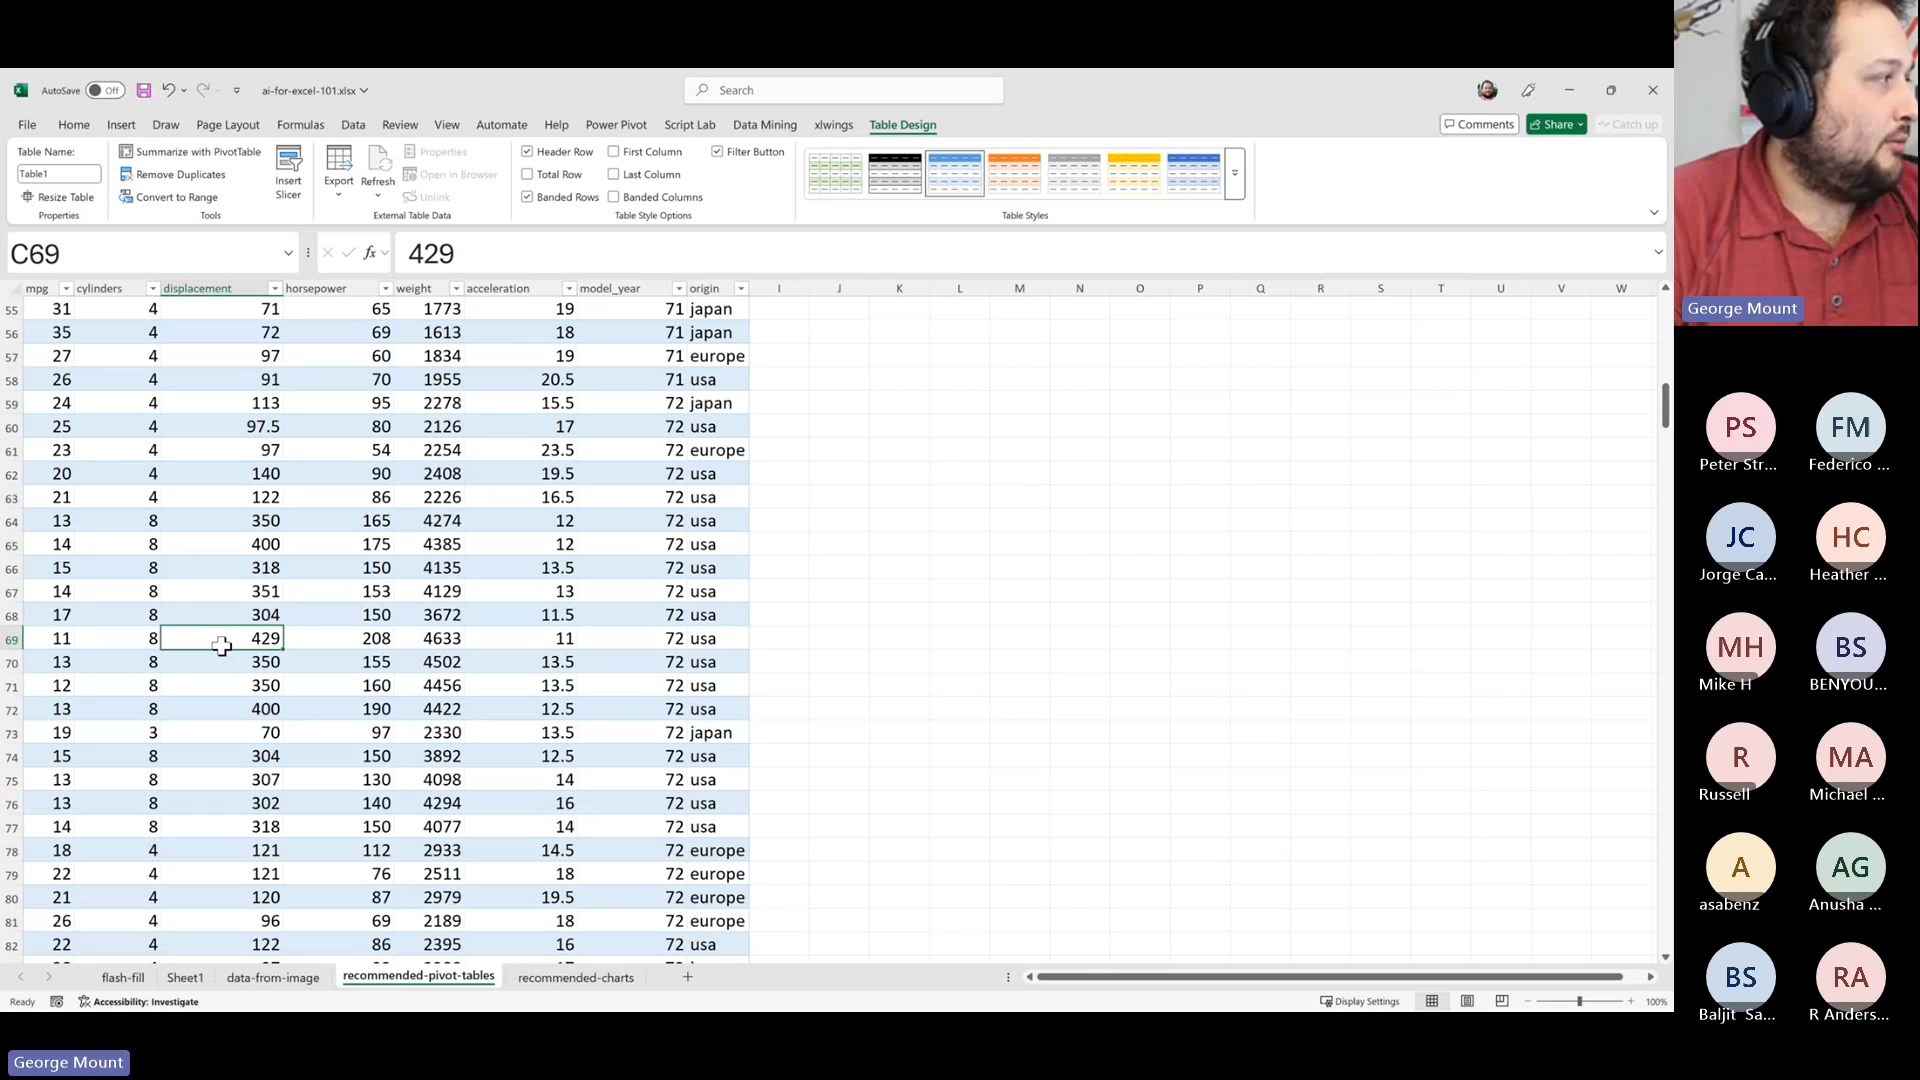 AutoSave Off ai-for-excel-101.xlsx Search
File Home Insert Draw Page Layout Formulas Data Review View Automate Help Power Pivot Script Lab Data Mining xlwings Table Design Comments Share Catch up
Table Name: Summarize with PivotTable Properties Header Row First Column Filter Button
Table1 Remove Duplicates Insert Slicer Export Refresh Open in Browser Total Row Last Column
Resize Table Convert to Range Unlink Banded Rows Banded Columns
Properties Tools External Table Data Table Style Options Table Styles
C69 fx 429
mpg cylinders displacement horsepower weight acceleration model_year origin I J K L M N O P Q R S T U V W
55 31 4 71 65 1773 19 71 japan
56 35 4 72 69 1613 18 71 japan
57 27 4 97 60 1834 19 71 europe
58 26 4 91 70 1955 20.5 71 usa
59 24 4 113 95 2278 15.5 72 japan
60 25 4 97.5 80 2126 17 72 usa
61 23 4 97 54 2254 23.5 72 europe
62 20 4 140 90 2408 19.5 72 usa
63 21 4 122 86 2226 16.5 72 usa
64 13 8 350 165 4274 12 72 usa
65 14 8 400 175 4385 12 72 usa
66 15 8 318 150 4135 13.5 72 usa
67 14 8 351 153 4129 13 72 usa
68 17 8 304 150 3672 11.5 72 usa
69 11 8 429 208 4633 11 72 usa
70 13 8 350 155 4502 13.5 72 usa
71 12 8 350 160 4456 13.5 72 usa
72 13 8 400 190 4422 12.5 72 usa
73 19 3 70 97 2330 13.5 72 japan
74 15 8 304 150 3892 12.5 72 usa
75 13 8 307 130 4098 14 72 usa
76 13 8 302 140 4294 16 72 usa
77 14 8 318 150 4077 14 72 usa
78 18 4 121 112 2933 14.5 72 europe
79 22 4 121 76 2511 18 72 europe
80 21 4 120 87 2979 19.5 72 europe
81 26 4 96 69 2189 18 72 europe
82 22 4 122 86 2395 16 72 usa
flash-fill Sheet1 data-from-image recommended-pivot-tables recommended-charts
Ready Accessibility: Investigate Display Settings 100%
George Mount
George Mount
PS FM
Peter Str... Federico ...
JC HC
Jorge Ca... Heather ...
MH BS
Mike H BENYOU...
R MA
Russell Michael ...
A AG
asabenz Anusha ...
BS RA
Baljit Sa... R Anders...